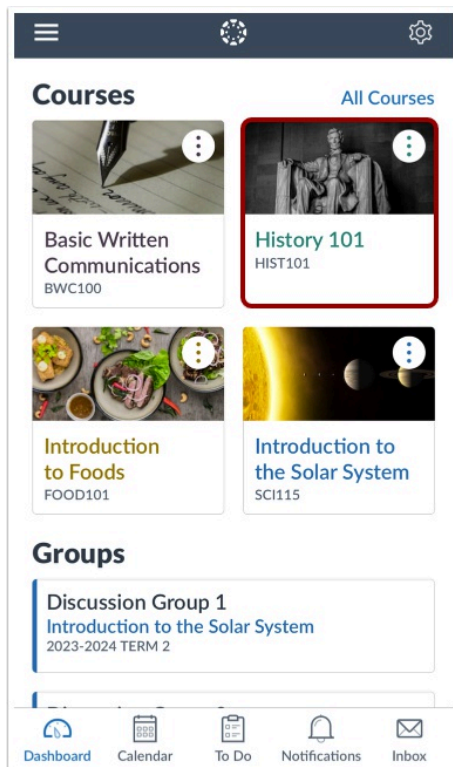 Courses
All Courses
Basic Written
Communications
BWC100
History 101
HIST101
Introduction
to Foods
FOOD101
Introduction to
the Solar System
SCI115
Groups
Discussion Group 1
Introduction to the Solar System
2023-2024 TERM 2
Dashboard
Calendar
To Do
Notifications
Inbox